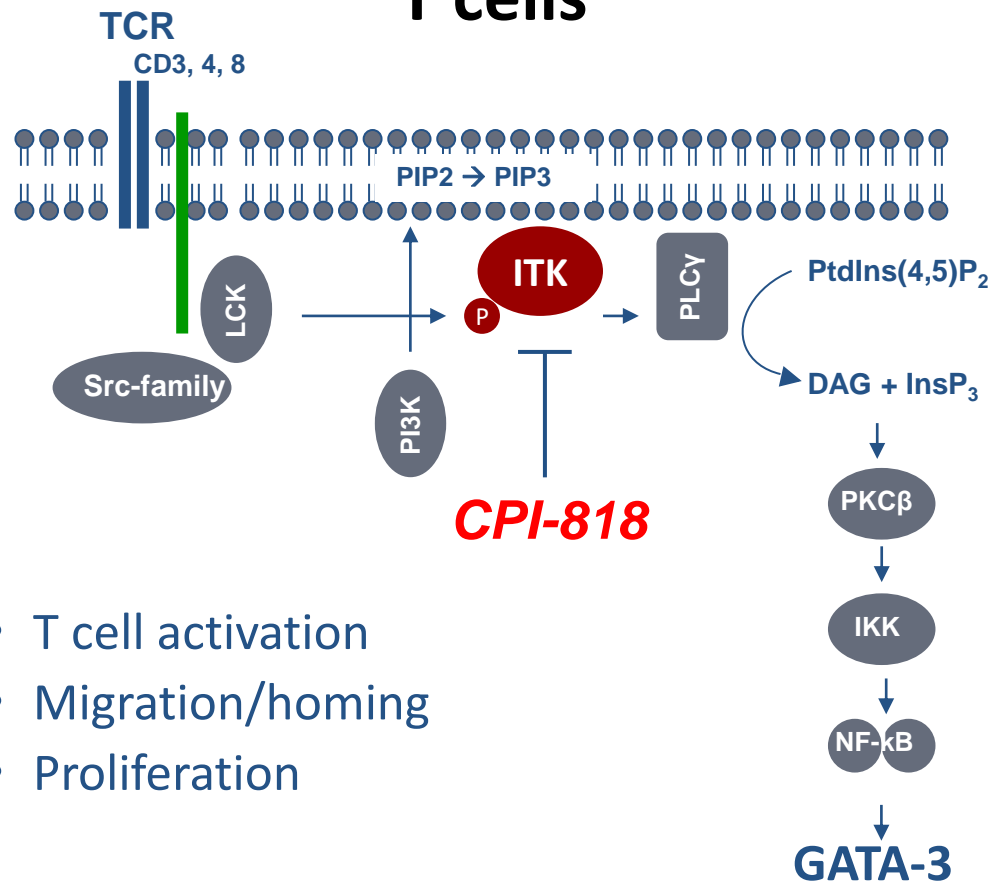 T cells
TCR
CD3, 4, 8
PIP2 → PIP3
ITK
P
LCK
PLCγ
PtdIns(4,5)P2
Src-family
PI3K
DAG + InsP3
CPI-818
PKCβ
IKK
NF-kB
GATA-3
• T cell activation
• Migration/homing
• Proliferation